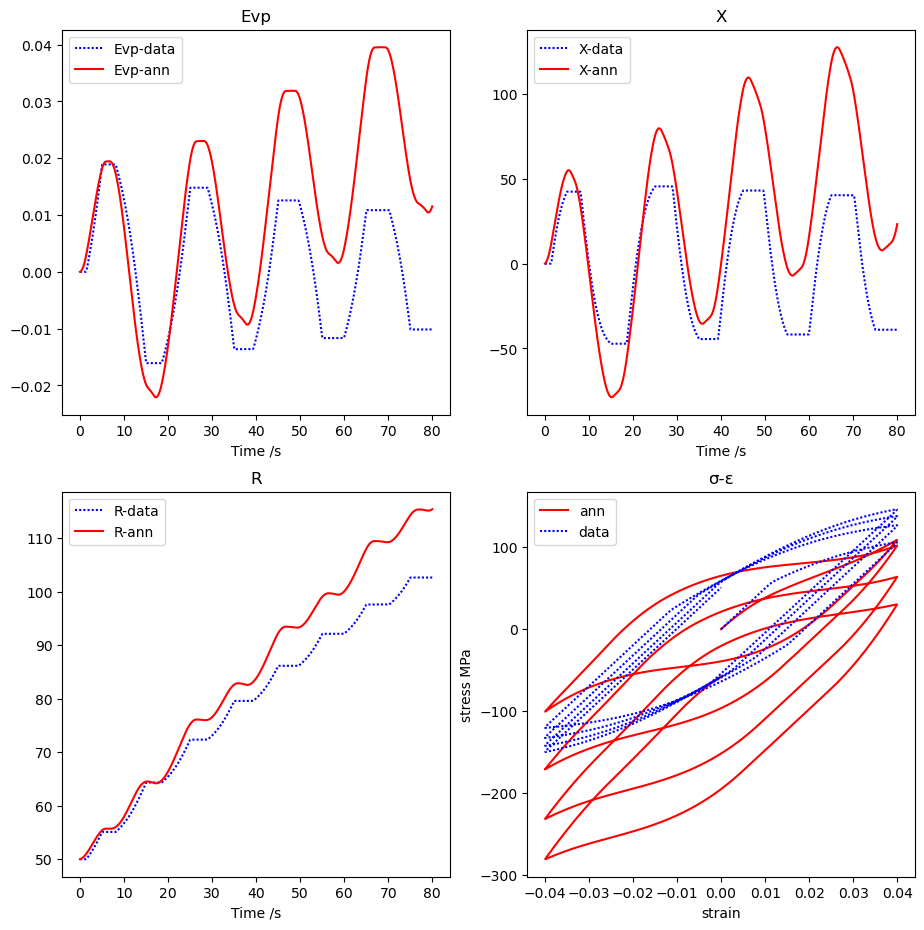 Evp
Evp-data
Evp-ann
0.04
0.03
0.02
0.01
0.00
−0.01
−0.02
0 10 20 30 40 50 60 70 80
Time /s
X
X-data
X-ann
100
50
0
−50
0 10 20 30 40 50 60 70 80
Time /s
R
R-data
R-ann
110
100
90
80
70
60
50
0 10 20 30 40 50 60 70 80
Time /s
σ-ε
ann
data
stress MPa
100
0
−100
−200
−300
−0.04 −0.03 −0.02 −0.01 0.00 0.01 0.02 0.03 0.04
strain